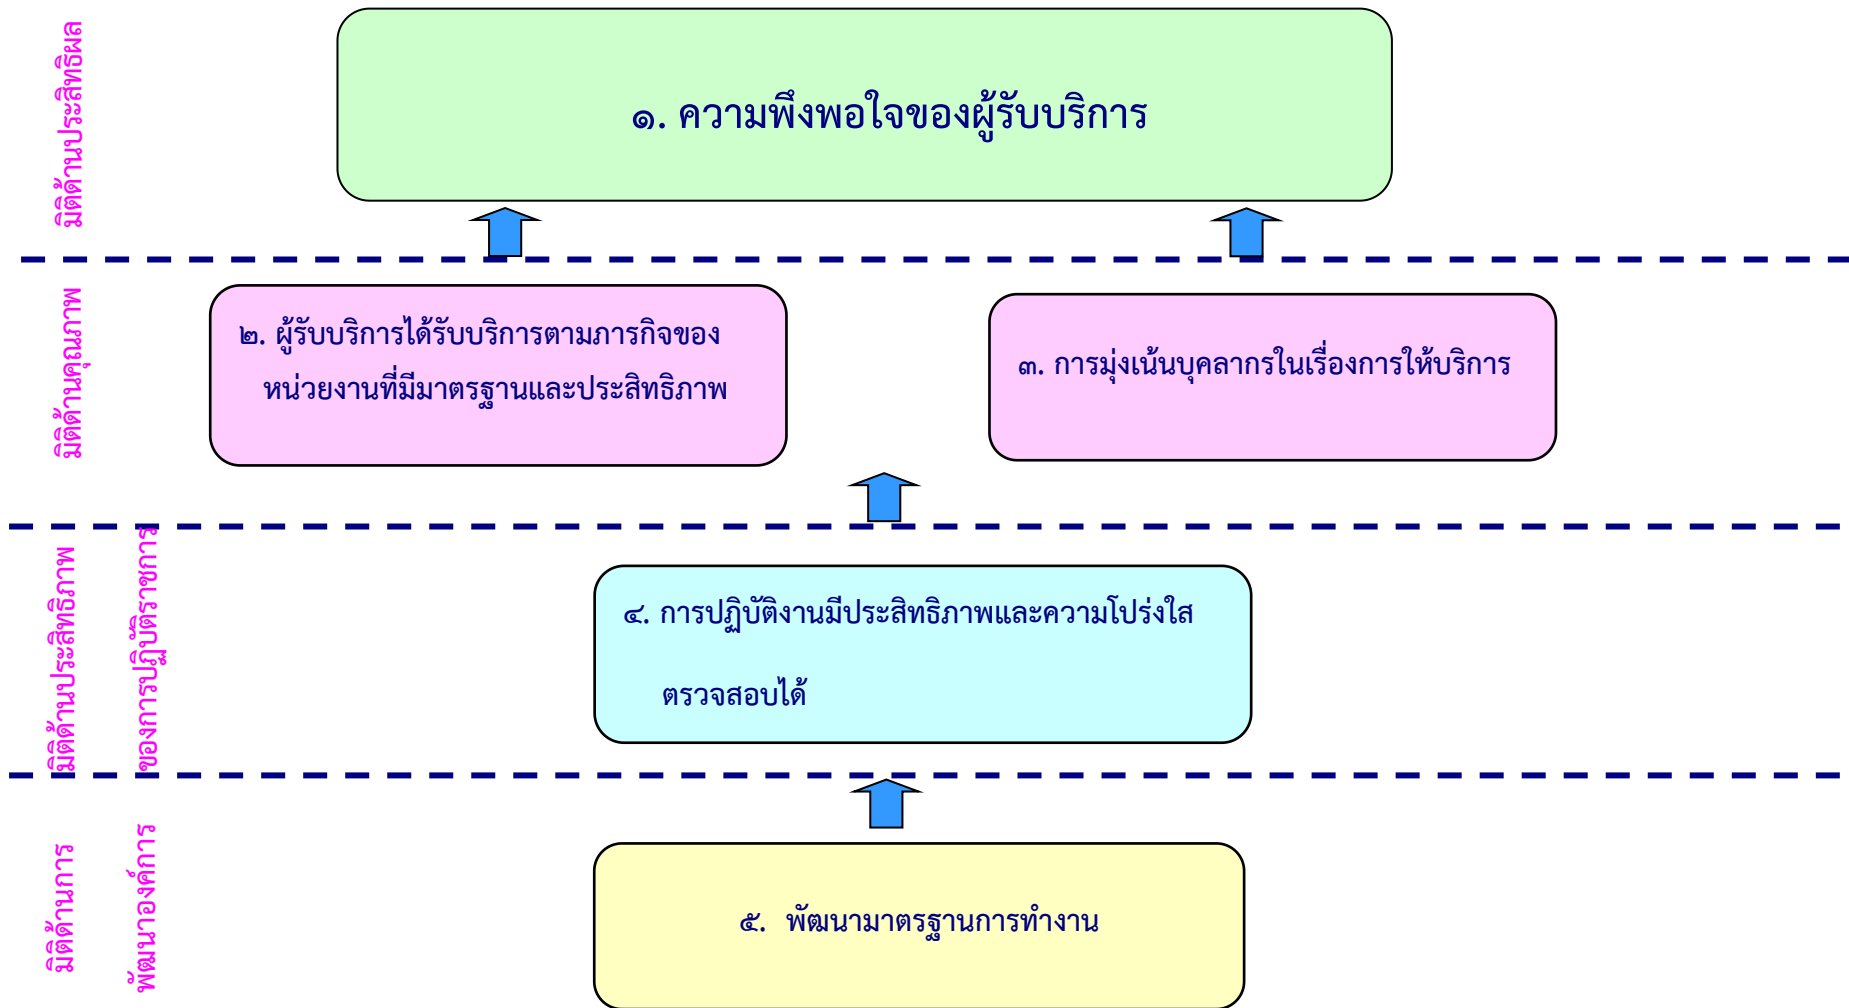 มิติด้านประสิทธิผล
๑. ความพึงพอใจของผู้รับบริการ
มิติด้านคุณภาพ
๒. ผู้รับบริการได้รับบริการตามภารกิจของ
หน่วยงานที่มีมาตรฐานและประสิทธิภาพ
๓. การมุ่งเน้นบุคลากรในเรื่องการให้บริการ
มิติด้านประสิทธิภาพ
ของการปฏิบัติราชการ
๔. การปฏิบัติงานมีประสิทธิภาพและความโปร่งใส
ตรวจสอบได้
มิติด้านการ
พัฒนาองค์การ
๕. พัฒนามาตรฐานการทำงาน